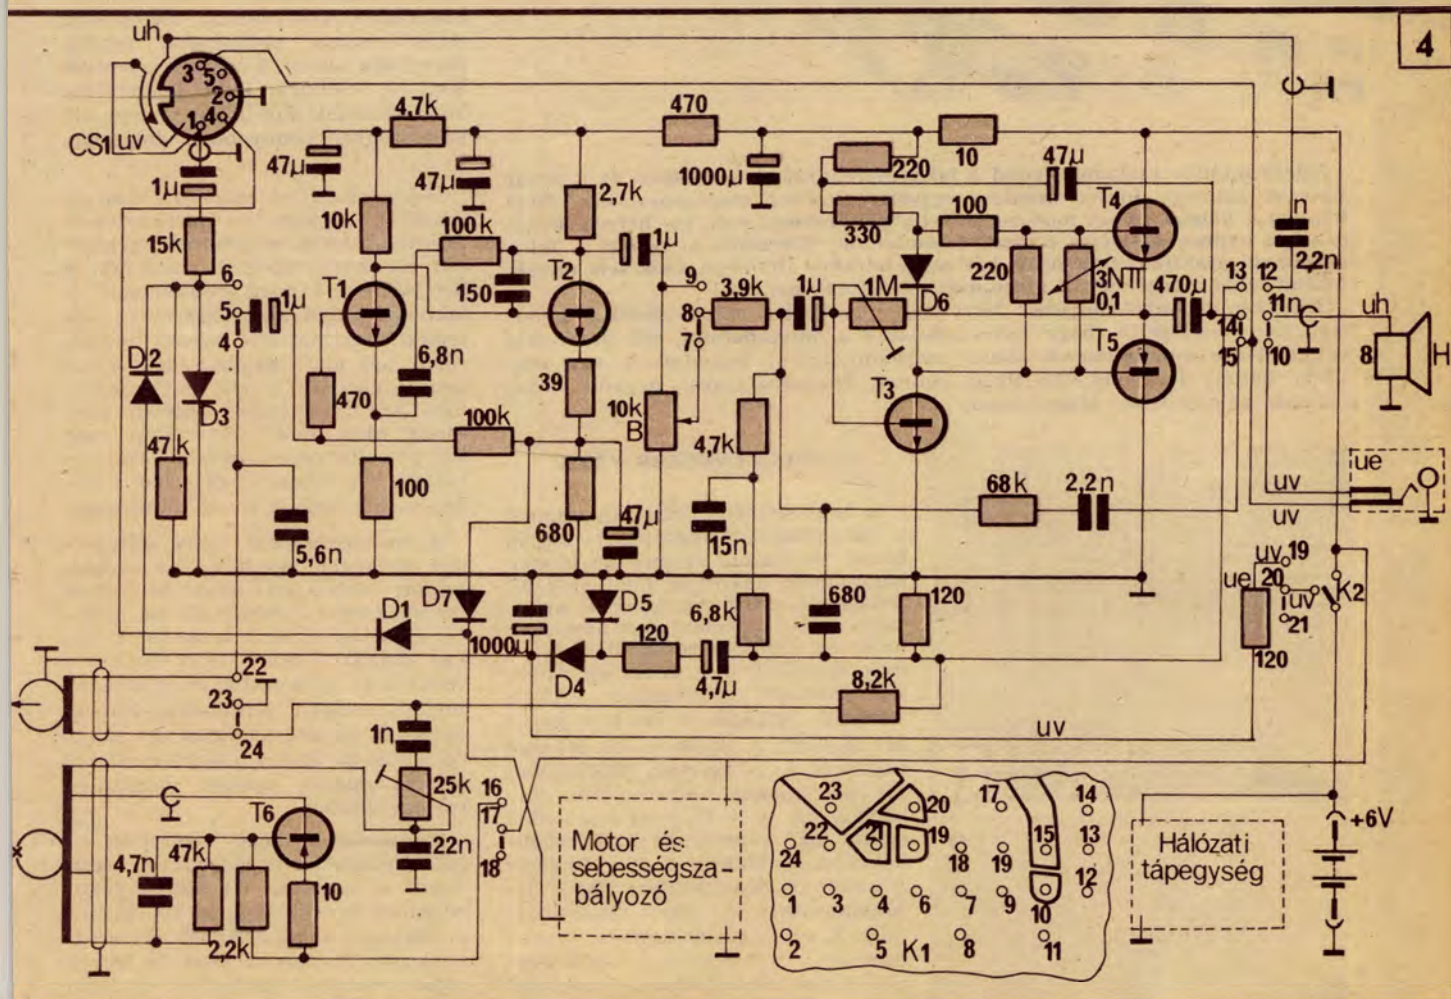 4
uh
3
5
2
1
4
CS1
uv
4,7k
470
10
220
47µ
47µ
47µ
1000µ
1µ
2,7k
T4
n
10k
100k
330
100
15k
1µ
2,2n
6
5
4
1µ
T1
150
T2
9
8
7
3,9k
1µ
1M
D6
220
3NTI
0,1
470µ
13
14
15
12
11
10
n
uh
8
H
D2
D3
6,8n
39
T5
470
10k
B
T3
4,7k
100k
47k
100
680
47µ
15n
68k
2,2n
ue
uv
uv
5,6n
uv
19
ue
20
uv
21
K2
D7
D1
1000µ
D5
D4
120
4,7µ
6,8k
680
120
120
22
23
24
8,2k
uv
1n
25k
22n
16
17
18
T6
4,7n
47k
2,2k
10
Motor és
sebességsza-
bályozó
23
20
17
14
22
21
19
15
13
24
18
19
12
1
3
4
6
7
9
10
2
5
K1
8
11
Hálózati
tápegység
+6V